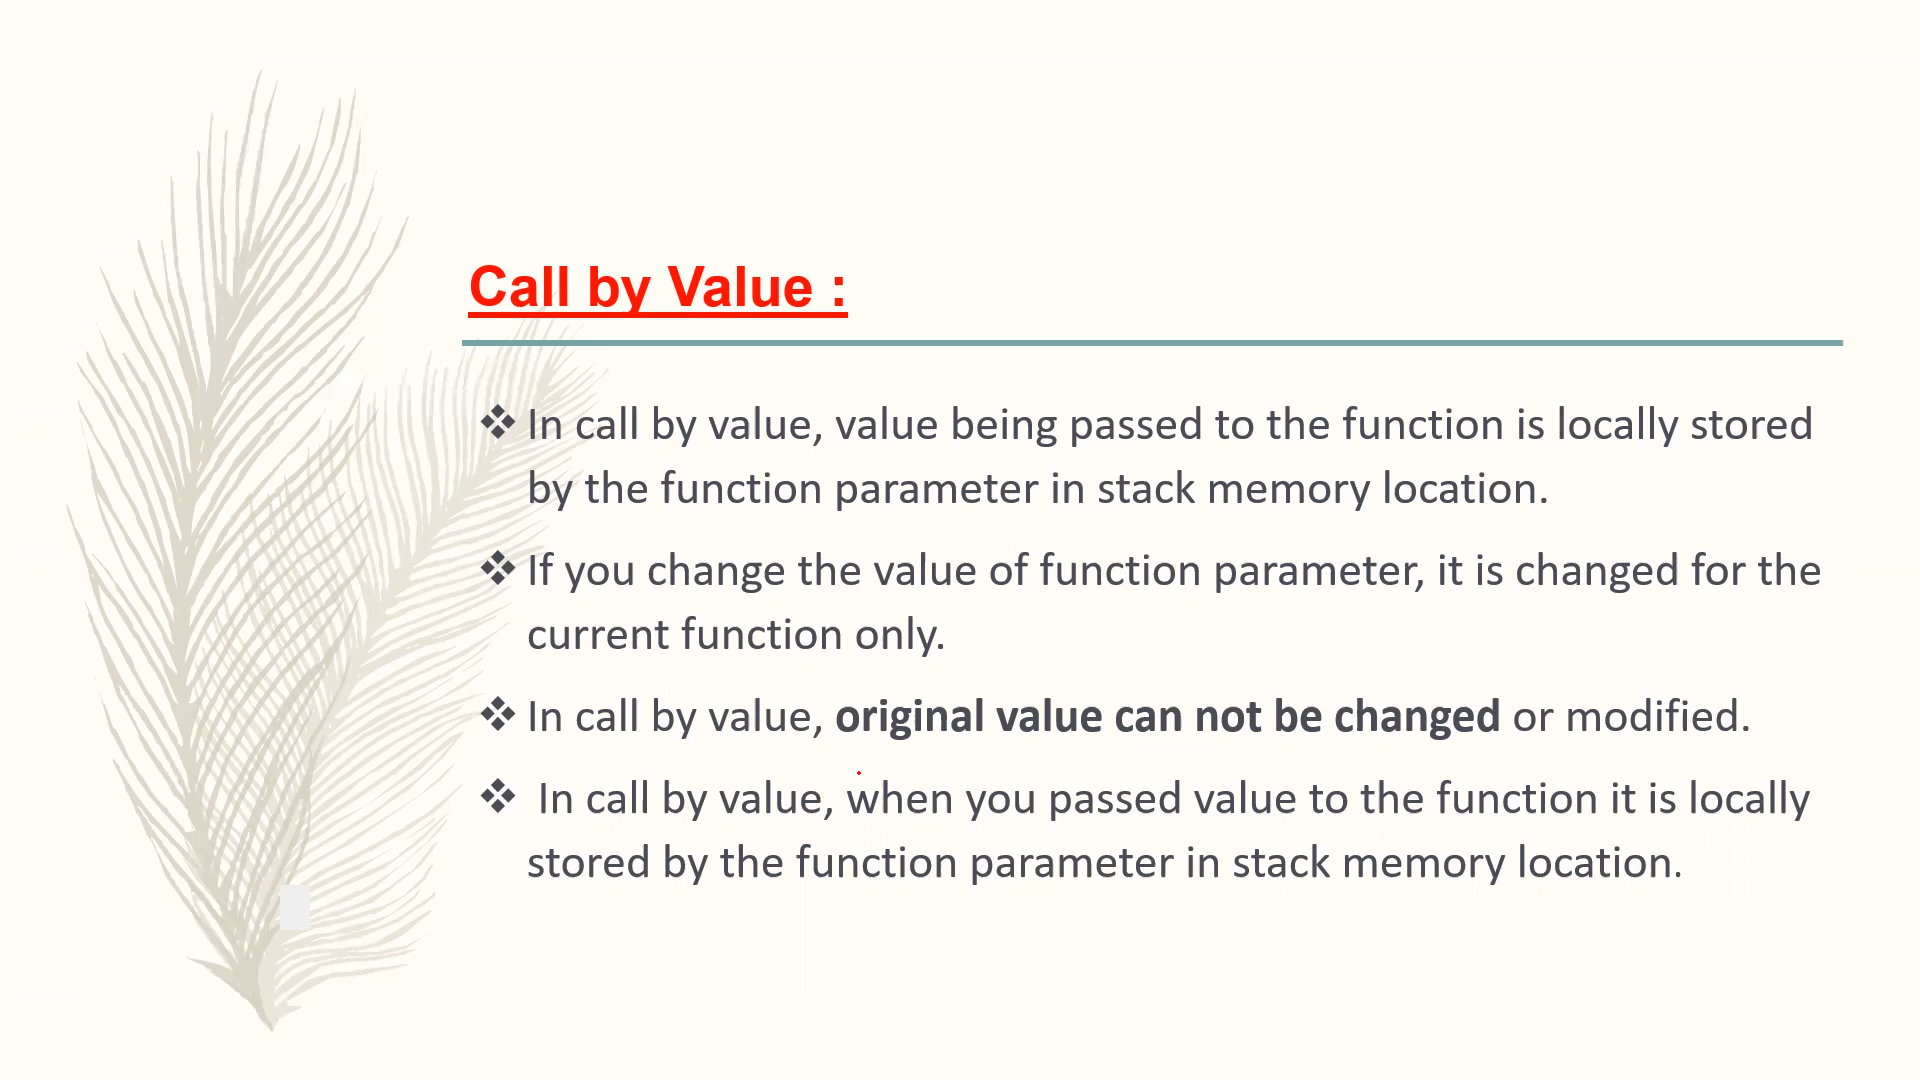 Call by Value :
❖ In call by value, value being passed to the function is locally stored
by the function parameter in stack memory location.
❖ If you change the value of function parameter, it is changed for the
current function only.
❖ In call by value, original value can not be changed or modified.
❖ In call by value, when you passed value to the function it is locally
stored by the function parameter in stack memory location.